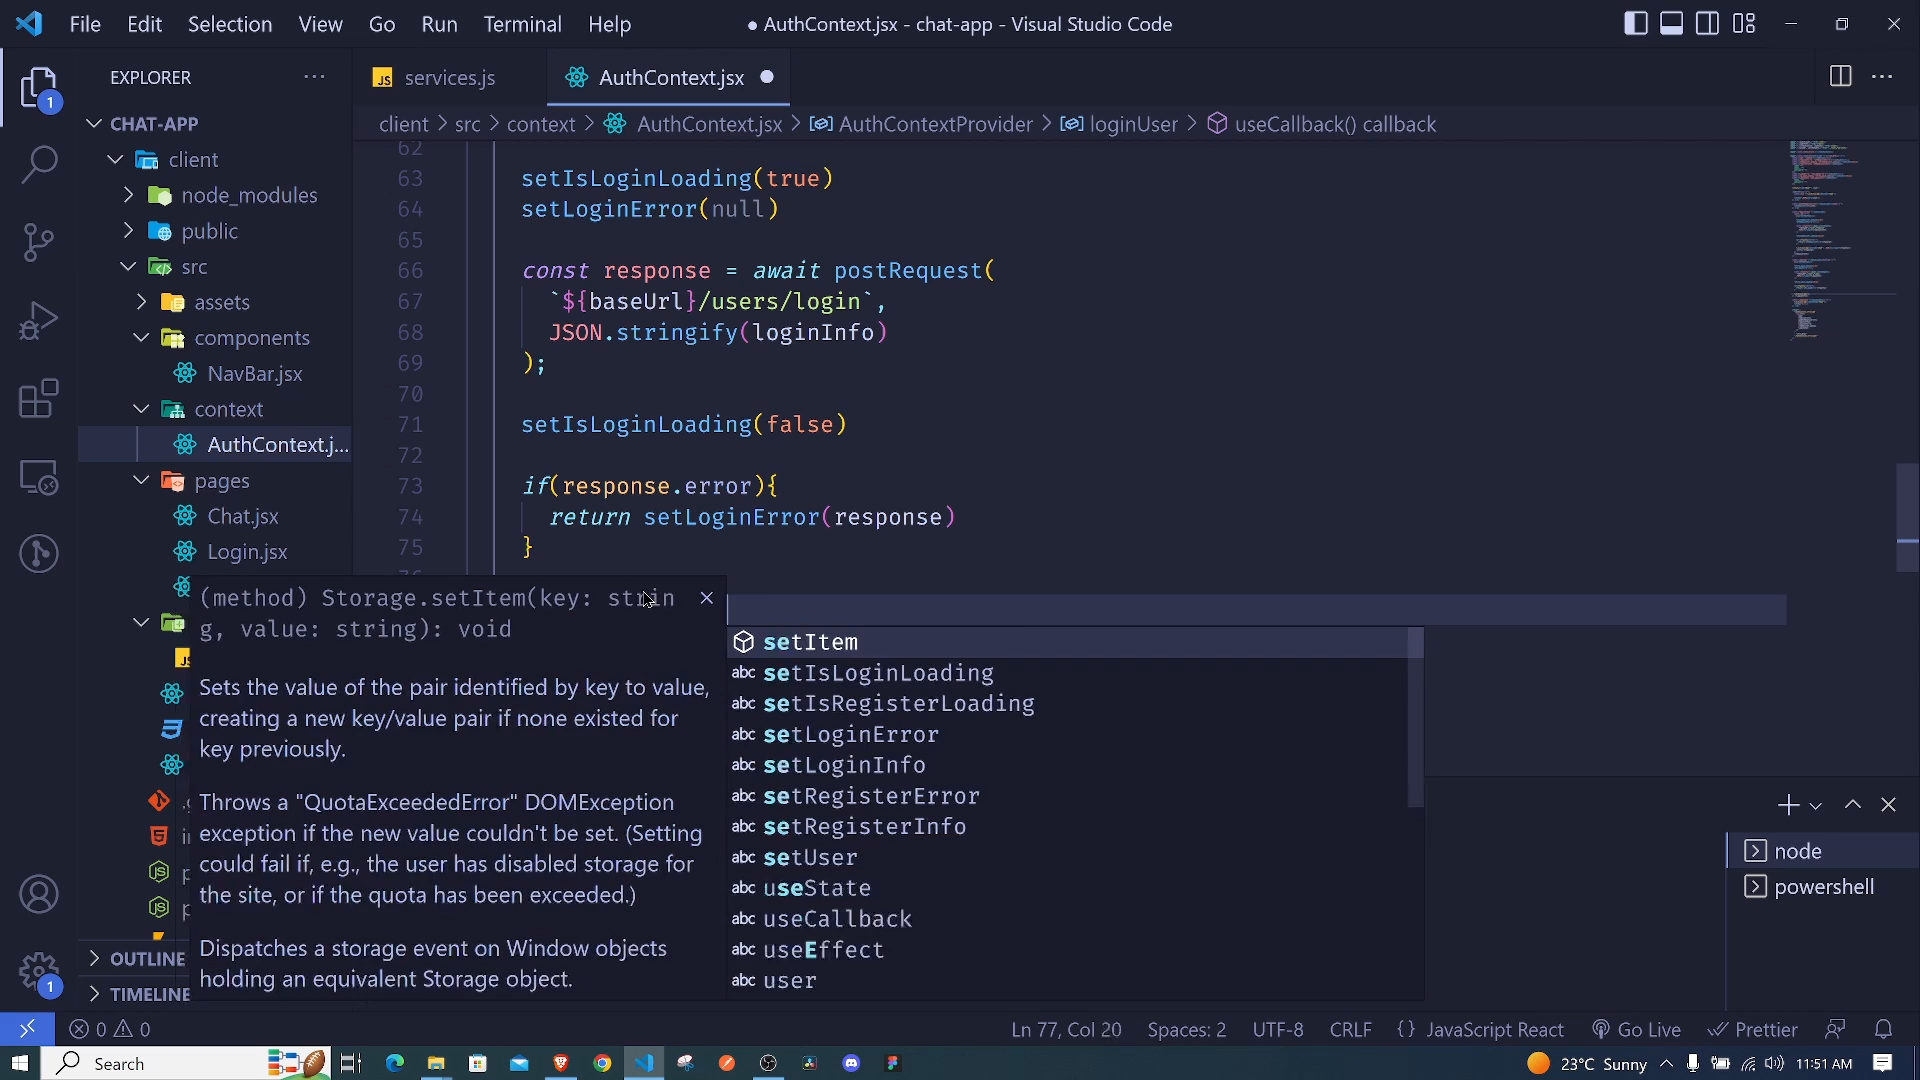 File Edit Selection View Go Run Terminal Help
● AuthContext.jsx - chat-app - Visual Studio Code
EXPLORER
1
CHAT-APP
client
node_modules
public
src
assets
components
NavBar.jsx
context
AuthContext.j...
pages
Chat.jsx
Login.jsx
OUTLINE
TIMELINE
1
services.js
AuthContext.jsx
client > src > context > AuthContext.jsx > AuthContextProvider > loginUser > useCallback() callback
62
63 setIsLoginLoading(true)
64 setLoginError(null)
65
66 const response = await postRequest(
67 `${baseUrl}/users/login`,
68 JSON.stringify(loginInfo)
69 );
70
71 setIsLoginLoading(false)
72
73 if(response.error){
74 return setLoginError(response)
75 }
(method) Storage.setItem(key: strin
g, value: string): void
Sets the value of the pair identified by key to value,
creating a new key/value pair if none existed for
key previously.
Throws a "QuotaExceededError" DOMException
exception if the new value couldn't be set. (Setting
could fail if, e.g., the user has disabled storage for
the site, or if the quota has been exceeded.)
Dispatches a storage event on Window objects
holding an equivalent Storage object.
setItem
abc setIsLoginLoading
abc setIsRegisterLoading
abc setLoginError
abc setLoginInfo
abc setRegisterError
abc setRegisterInfo
abc setUser
abc useState
abc useCallback
abc useEffect
abc user
node
powershell
0 0
Ln 77, Col 20 Spaces: 2 UTF-8 CRLF {} JavaScript React Go Live Prettier
Search
23°C Sunny
11:51 AM